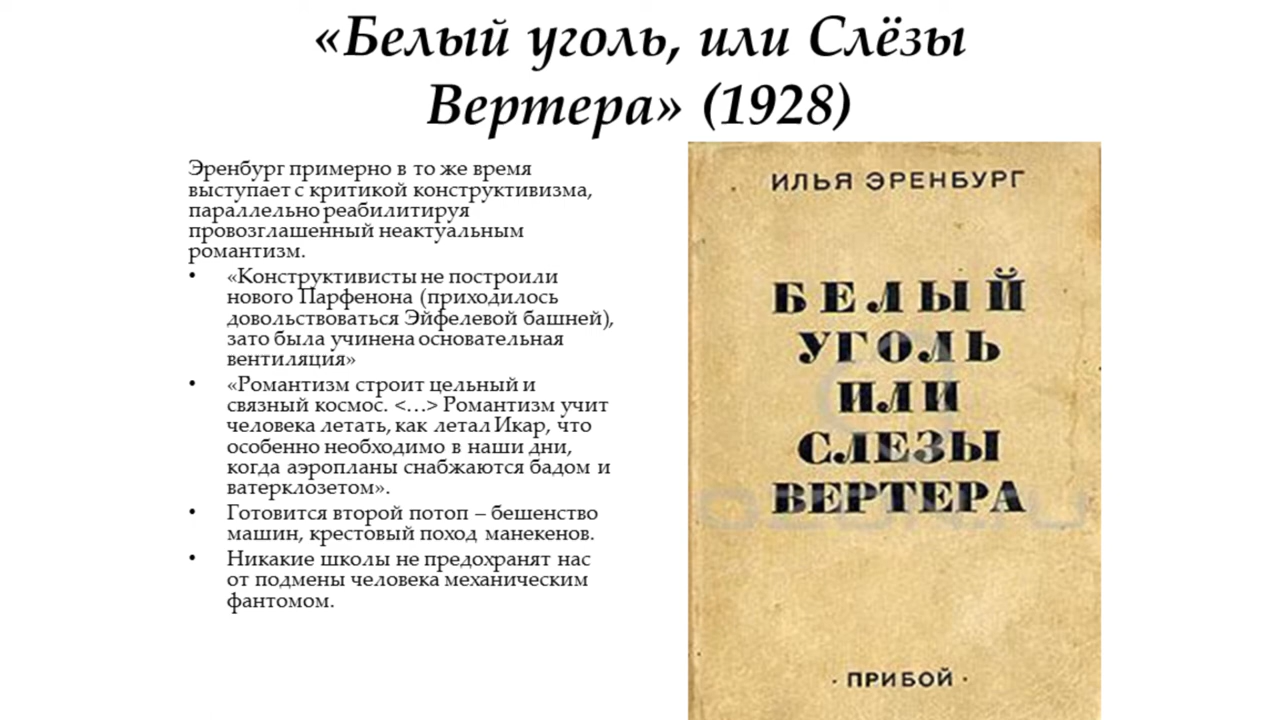 «Белый уголь, или Слёзы
Вертера» (1928)
Эренбург примерно в то же время
выступает с критикой конструктивизма,
параллельно реабилитируя
провозглашенный неактуальным
романтизм.
• «Конструктивисты не построили
нового Парфенона (приходилось
довольствоваться Эйфелевой башней),
зато была учинена основательная
вентиляция»
• «Романтизм строит цельный и
связный космос. <…> Романтизм учит
человека летать, как летал Икар, что
особенно необходимо в наши дни,
когда аэропланы снабжаются бадом и
ватерклозетом».
• Готовится второй потоп – бешенство
машин, крестовый поход манекенов.
• Никакие школы не предохранят нас
от подмены человека механическим
фантомом.
ИЛЬЯ ЭРЕНБУРГ
БЕЛЫЙ
УГОЛЬ
ИЛИ
СЛЕЗЫ
ВЕРТЕРА
OZON.RU
· ПРИБОЙ ·